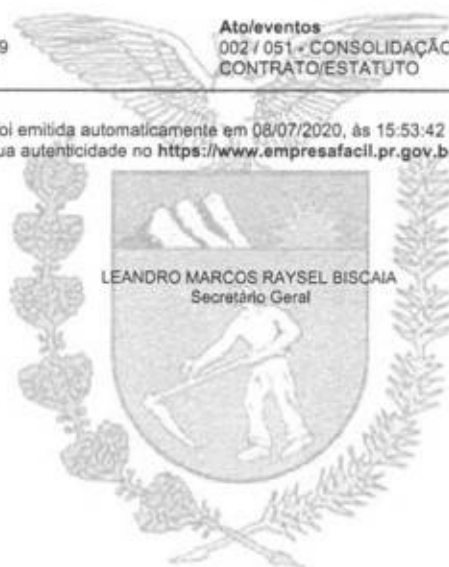 9
Ato/eventos
002 / 051 - CONSOLIDAÇÃO
CONTRATO/ESTATUTO
oi emitida automaticamente em 08/07/2020, às 15:53:42
ua autenticidade no https://www.empresafacil.pr.gov.b
LEANDRO MARCOS RAYSEL BISCAIA
Secretário Geral